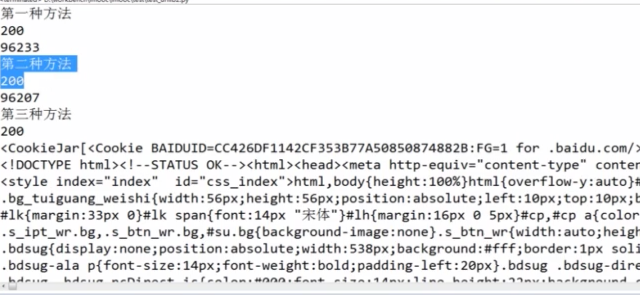 第一种方法
200
96233
第二种方法
200
96207
第三种方法
200
<CookieJar[<Cookie BAIDUID=CC426DF1142CF353B77A50850874882B:FG=1 for .baidu.com/>
<!DOCTYPE html><!--STATUS OK--><html><head><meta http-equiv="content-type" conten
<style index="index"  id="css_index">html,body{height:100%}html{overflow-y:auto}#
.bg_tuiguang_weishi{width:56px;height:56px;position:absolute;left:10px;top:10px;b
#lk{margin:33px 0}#lk span{font:14px "宋体"}#lh{margin:16px 0 5px}#cp,#cp a{color
.s_ipt_wr.bg,.s_btn_wr.bg,#su.bg{background-image:none}.s_btn_wr{width:auto;heigh
.bdsug{display:none;position:absolute;width:538px;background:#fff;border:1px soli
.bdsug-ala p{font-size:14px;font-weight:bold;padding-left:20px}.bdsug .bdsug-dire